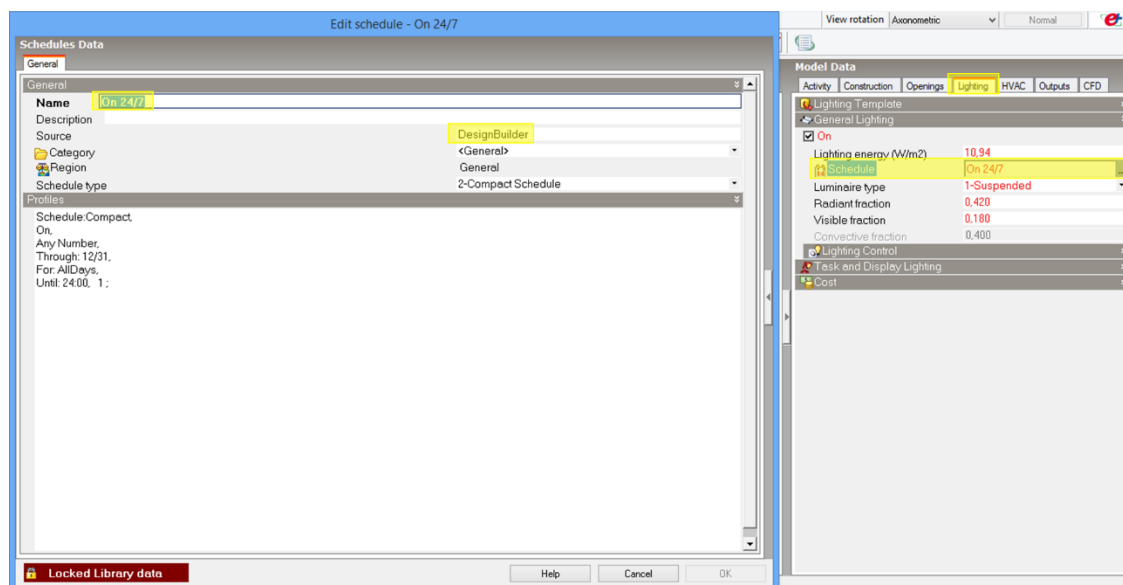 Edit schedule - On 24/7
Schedules Data
General
General
Name On 24/7
Description
Source DesignBuilder
Category <General>
Region General
Schedule type 2-Compact Schedule
Profiles
Schedule:Compact,
On,
Any Number,
Through: 12/31,
For: AllDays,
Until: 24:00, 1 ;
Locked Library data
Help Cancel OK
View rotation Axonometric Normal
Model Data
Activity Construction Openings Lighting HVAC Outputs CFD
Lighting Template
General Lighting
On
Lighting energy (W/m2) 10,94
Schedule On 24/7
Luminaire type 1-Suspended
Radiant fraction 0,420
Visible fraction 0,180
Convective fraction 0,400
Lighting Control
Task and Display Lighting
Cost